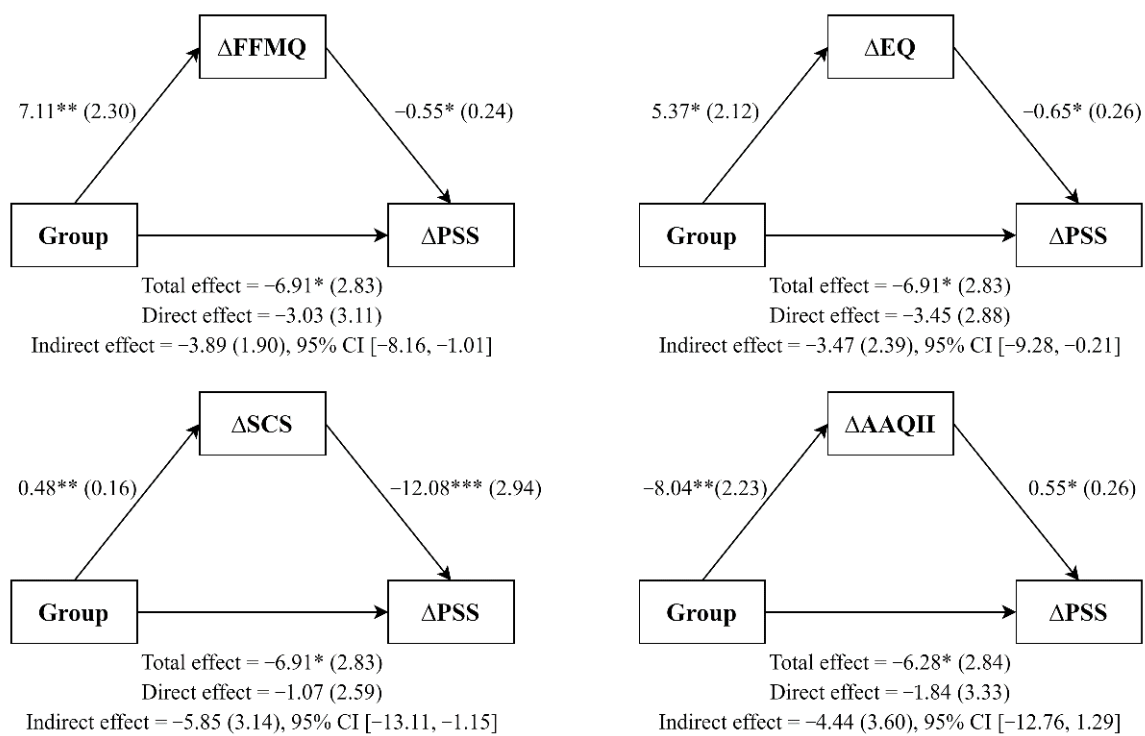 ΔFFMQ
7.11** (2.30)
−0.55* (0.24)
Group
ΔPSS
Total effect = −6.91* (2.83)
Direct effect = −3.03 (3.11)
Indirect effect = −3.89 (1.90), 95% CI [−8.16, −1.01]
ΔEQ
5.37* (2.12)
−0.65* (0.26)
Group
ΔPSS
Total effect = −6.91* (2.83)
Direct effect = −3.45 (2.88)
Indirect effect = −3.47 (2.39), 95% CI [−9.28, −0.21]
ΔSCS
0.48** (0.16)
−12.08*** (2.94)
Group
ΔPSS
Total effect = −6.91* (2.83)
Direct effect = −1.07 (2.59)
Indirect effect = −5.85 (3.14), 95% CI [−13.11, −1.15]
ΔAAQII
−8.04**(2.23)
0.55* (0.26)
Group
ΔPSS
Total effect = −6.28* (2.84)
Direct effect = −1.84 (3.33)
Indirect effect = −4.44 (3.60), 95% CI [−12.76, 1.29]